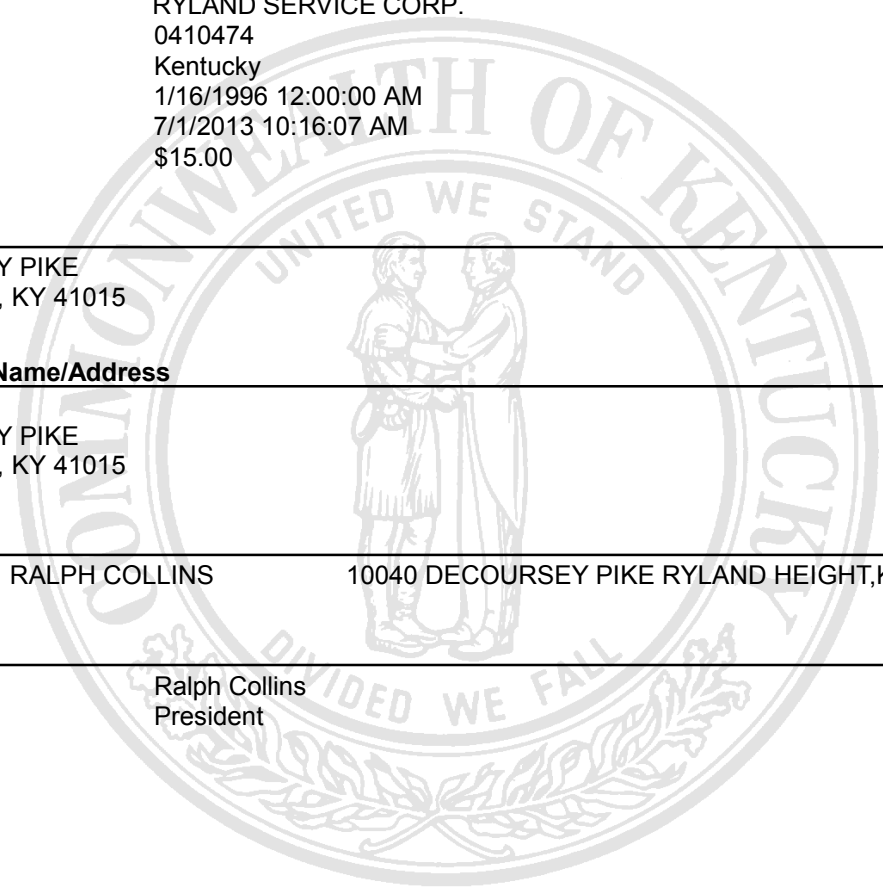 RYLAND SERVICE CORP.
0410474
Kentucky
1/16/1996 12:00:00 AM
7/1/2013 10:16:07 AM
$15.00
COMMONWEALTH OF KENTUCKY
UNITED WE STAND
Y PIKE
, KY 41015
Name/Address
Y PIKE
, KY 41015
RALPH COLLINS 10040 DECOURSEY PIKE RYLAND HEIGHT,K
Ralph Collins
President
DIVIDED WE FALL